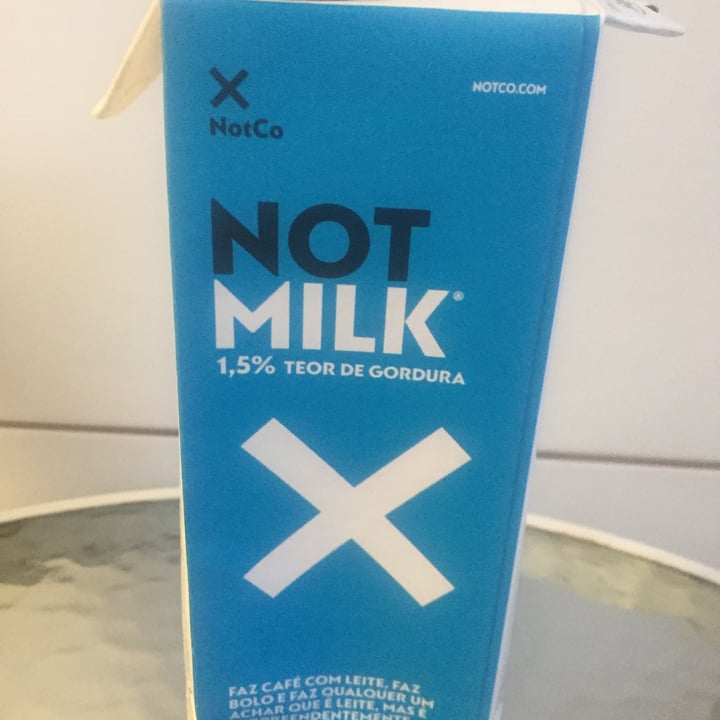 NotCo
NOTCO.COM
NOT
MILK®
1,5% TEOR DE GORDURA
FAZ CAFÉ COM LEITE, FAZ
BOLO E FAZ QUALQUER UM
ACHAR QUE É LEITE, MAS É